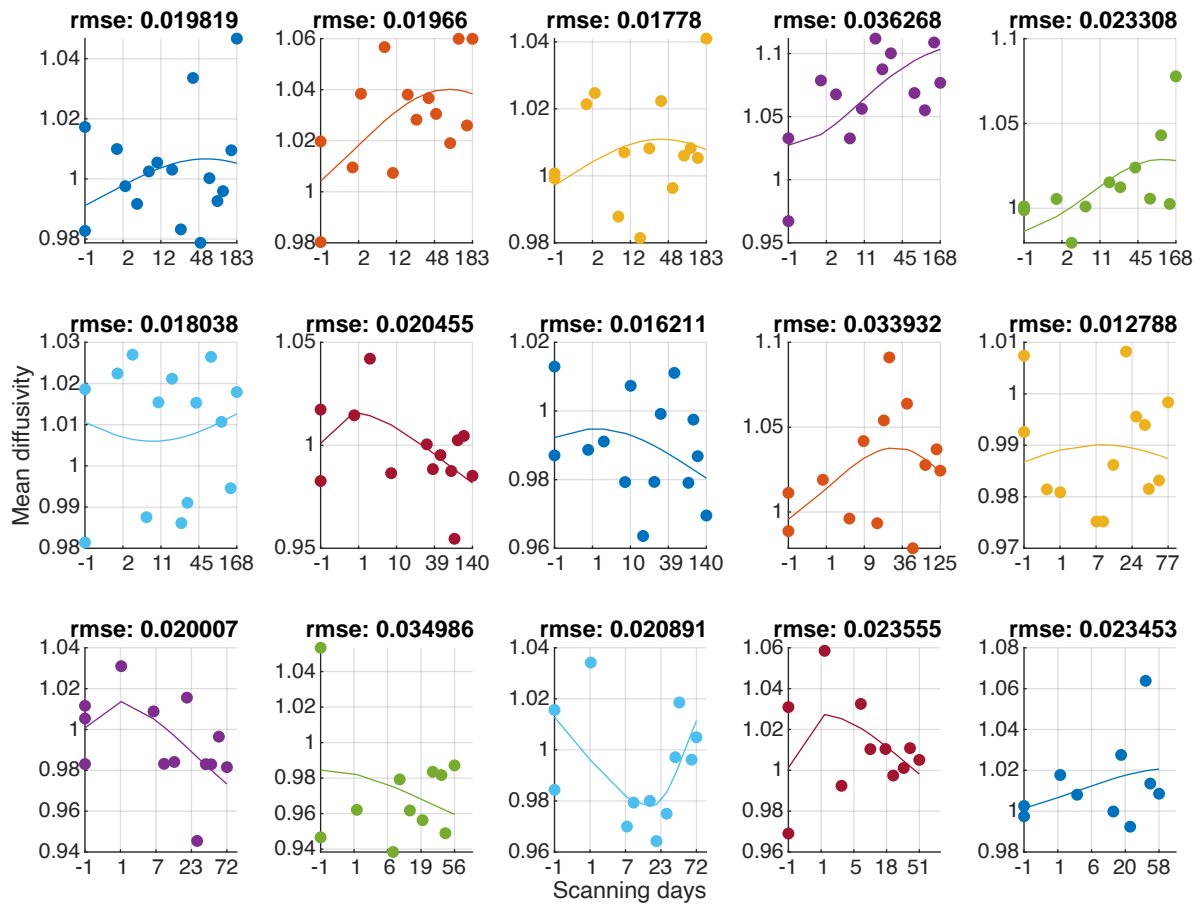 rmse: 0.019819 rmse: 0.01966 rmse: 0.01778 rmse: 0.036268 rmse: 0.023308
1.04 1.02 1 0.98
1.06 1.04 1.02 0.98
1.04 1.02 1 0.98
1.1 1.05 1 0.95
1.1 1.05 1
-1 2 12 48 183
-1 2 12 48 183
-1 2 12 48 183
-1 2 11 45 168
-1 2 11 45 168
rmse: 0.018038 rmse: 0.020455 rmse: 0.016211 rmse: 0.033932 rmse: 0.012788
1.03 1.02 1.01 1 0.99 0.98
1.05 1 0.95
1.02 1 0.98 0.96
1.1 1.05 1
1.01 1 0.99 0.98 0.97
-1 2 11 45 168
-1 1 10 39 140
-1 1 10 39 140
-1 1 9 36 125
-1 1 7 24 77
Mean diffusivity
rmse: 0.020007 rmse: 0.034986 rmse: 0.020891 rmse: 0.023555 rmse: 0.023453
1.04 1.02 1 0.98 0.96 0.94
1.04 1.02 1 0.98 0.96 0.94
1.04 1.02 1 0.98 0.96
1.06 1.04 1.02 1 0.98 0.96
1.08 1.06 1.04 1.02 1 0.98
-1 1 7 23 72
-1 1 6 19 56
-1 1 7 23 72
-1 1 5 18 51
-1 1 6 20 58
Scanning days